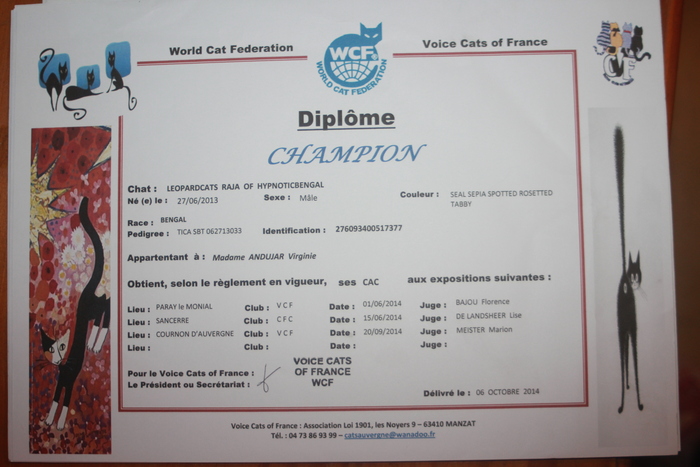 World Cat Federation
Voice Cats of France
WCF
WORLD CAT FEDERATION
Diplôme
CHAMPION
Chat : LEOPARDCATS RAJA OF HYPNOTICBENGAL
Né (e) le : 27/06/2013 Sexe : Mâle Couleur : SEAL SEPIA SPOTTED ROSETTED
TABBY
Race : BENGAL
Pedigree : TICA SBT 062713033 Identification : 276093400517377
Appartenant à : Madame ANDUJAR Virginie
Obtient, selon le règlement en vigueur, ses CAC aux expositions suivantes :
Lieu : PARAY le MONIAL Club : V C F Date : 01/06/2014 Juge : BAJOU Florence
Lieu : SANCERRE Club : C F C Date : 15/06/2014 Juge : DE LANDSHEER Lise
Lieu : COURNON D'AUVERGNE Club : V C F Date : 20/09/2014 Juge : MEISTER Marion
Lieu : Club : Date : Juge :
Pour le Voice Cats of France :
Le Président ou Secrétariat :
VOICE CATS
OF FRANCE
WCF
Délivré le : 06 OCTOBRE 2014
Voice Cats of France : Association Loi 1901, les Noyers 9 – 63410 MANZAT
Tél. : 04 73 86 93 99 – catsauvergne@wanadoo.fr